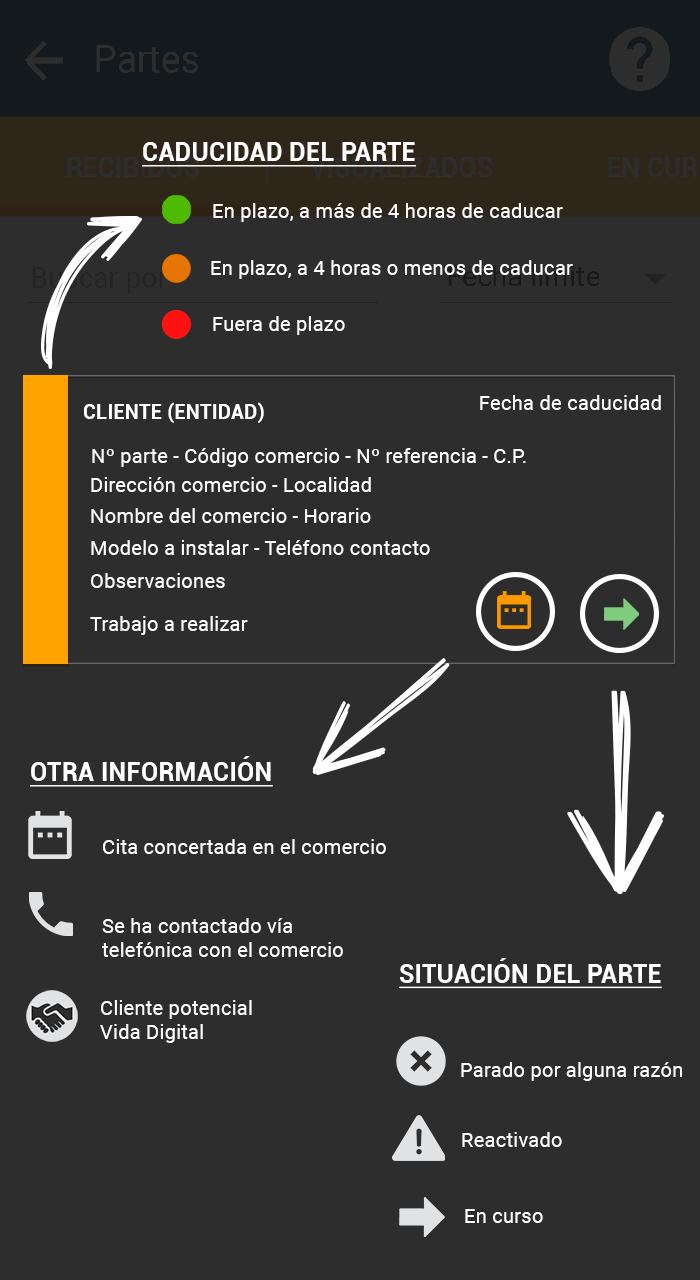 Partes
?
RECIBIDOS VISUALIZADOS EN CUR
CADUCIDAD DEL PARTE
En plazo, a más de 4 horas de caducar
Buscar por
Fecha límite
En plazo, a 4 horas o menos de caducar
Fuera de plazo
CLIENTE (ENTIDAD)
Fecha de caducidad
Nº parte - Código comercio - Nº referencia - C.P.
Dirección comercio - Localidad
Nombre del comercio - Horario
Modelo a instalar - Teléfono contacto
Observaciones
Trabajo a realizar
OTRA INFORMACIÓN
Cita concertada en el comercio
Se ha contactado vía
telefónica con el comercio
Cliente potencial
Vida Digital
SITUACIÓN DEL PARTE
Parado por alguna razón
Reactivado
En curso